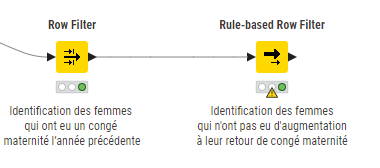 Row Filter
Rule-based Row Filter
Identification des femmes
qui ont eu un congé
maternité l'année précédente
Identification des femmes
qui n'ont pas eu d'augmentation
à leur retour de congé maternité